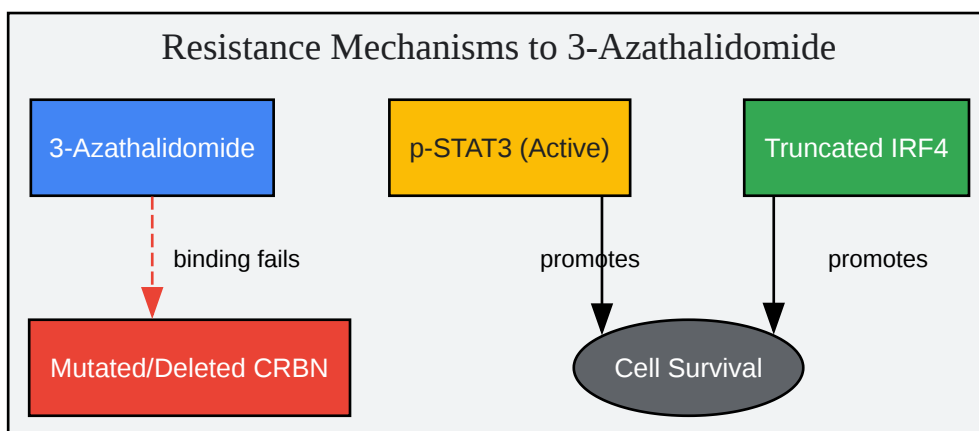 Resistance Mechanisms to 3-Azathalidomide
3-Azathalidomide
p-STAT3 (Active)
Truncated IRF4
binding fails
promotes
promotes
Mutated/Deleted CRBN
Cell Survival